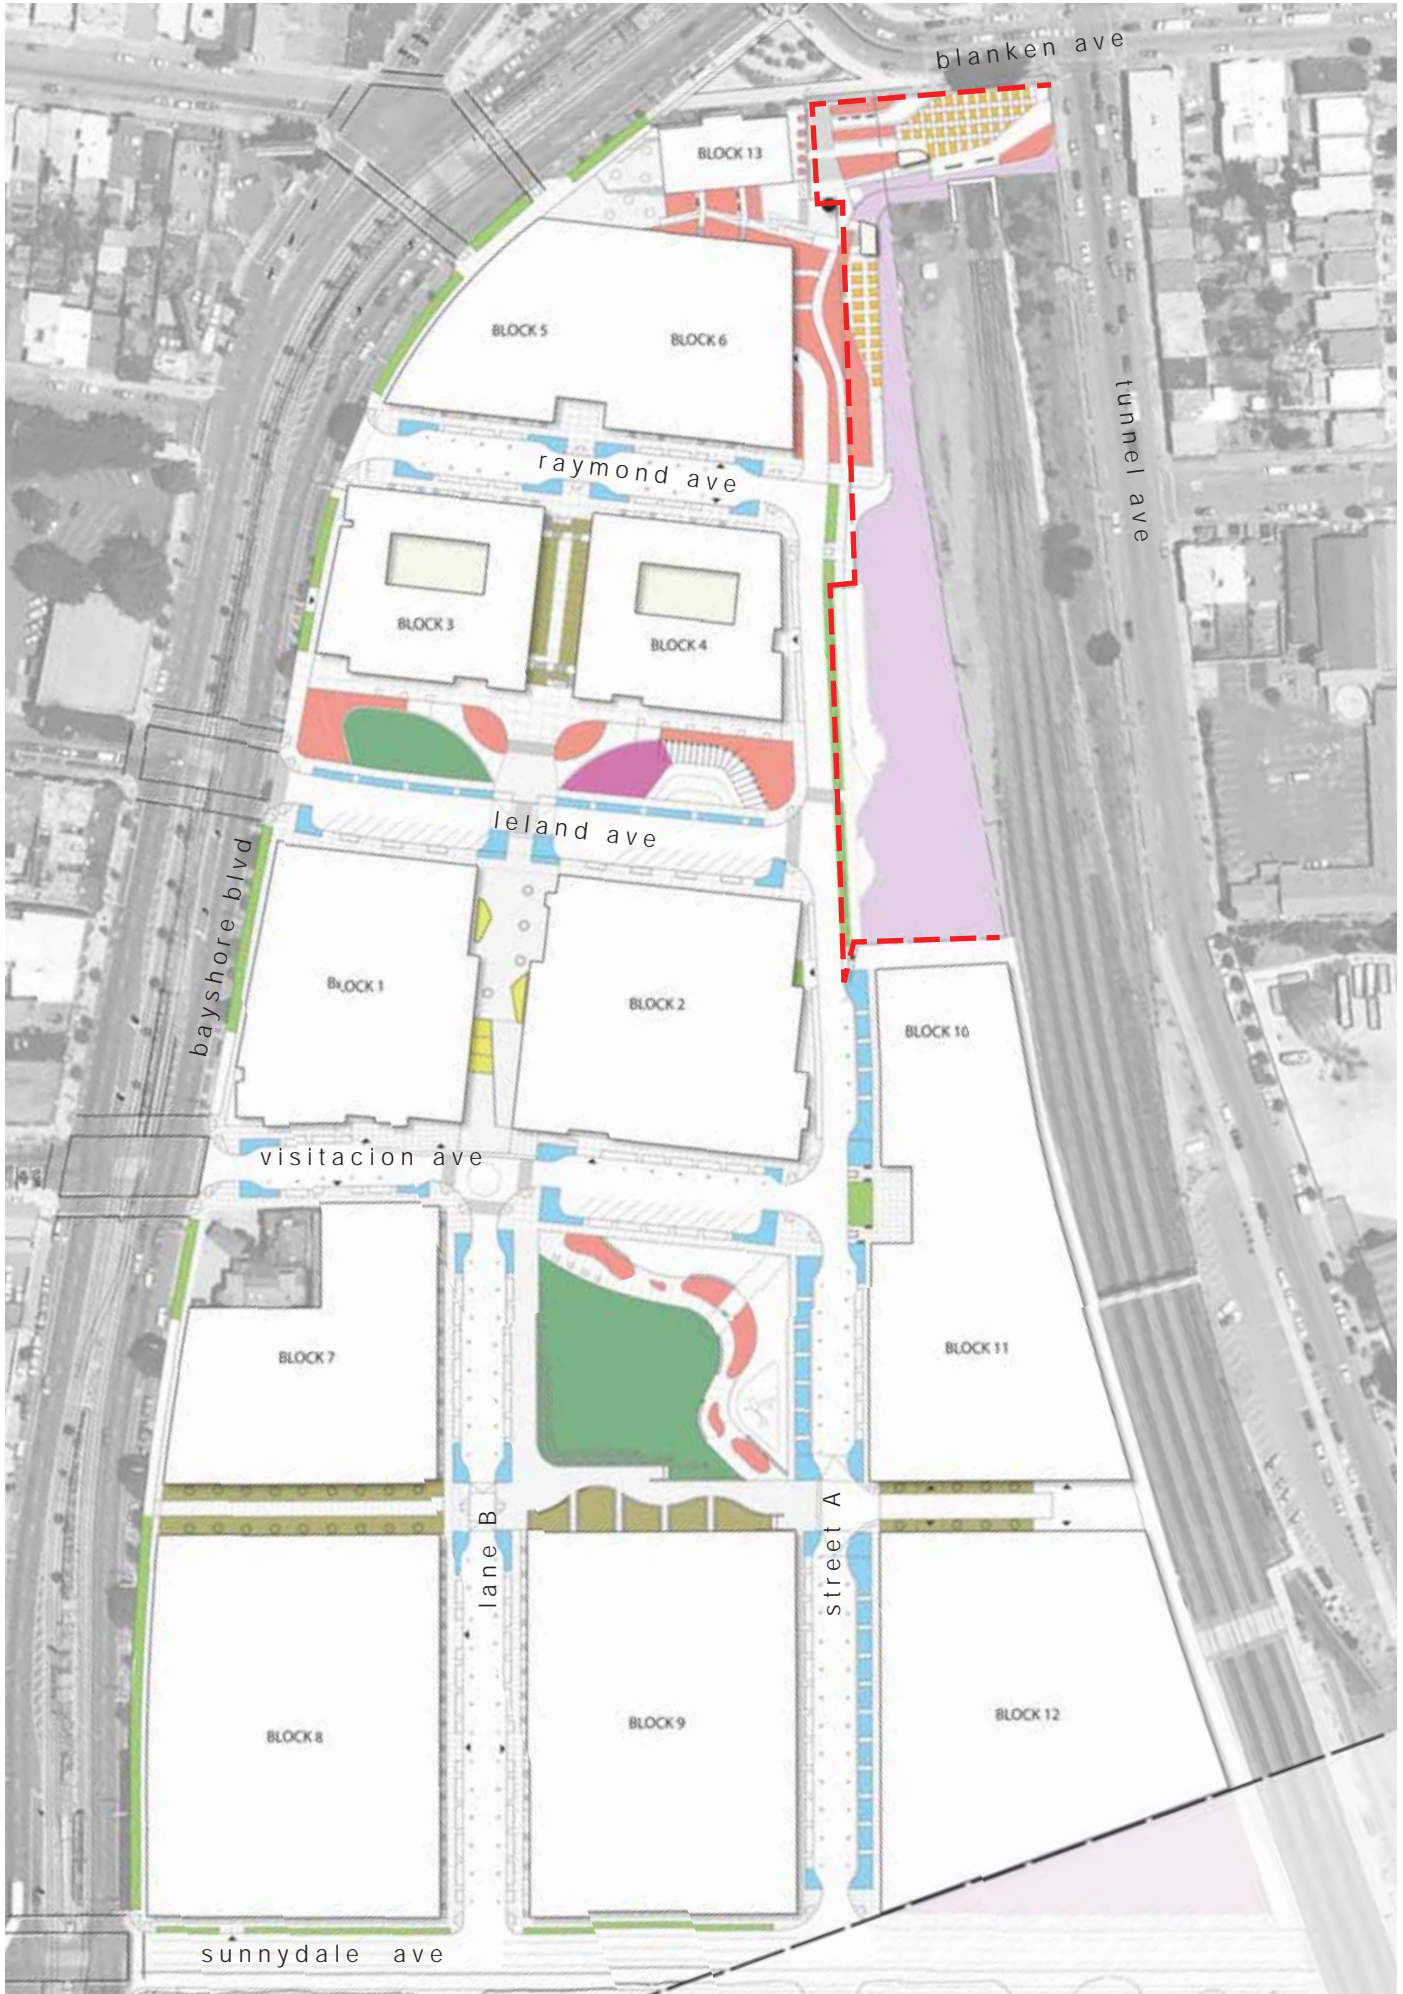 blanken ave
BLOCK 13
BLOCK 5
BLOCK 6
tunnel ave
raymond ave
BLOCK 3
BLOCK 4
leland ave
bayshore blvd
BLOCK 1
BLOCK 2
BLOCK 10
visitacion ave
BLOCK 7
BLOCK 11
lane B
street A
BLOCK 8
BLOCK 9
BLOCK 12
sunnydale ave